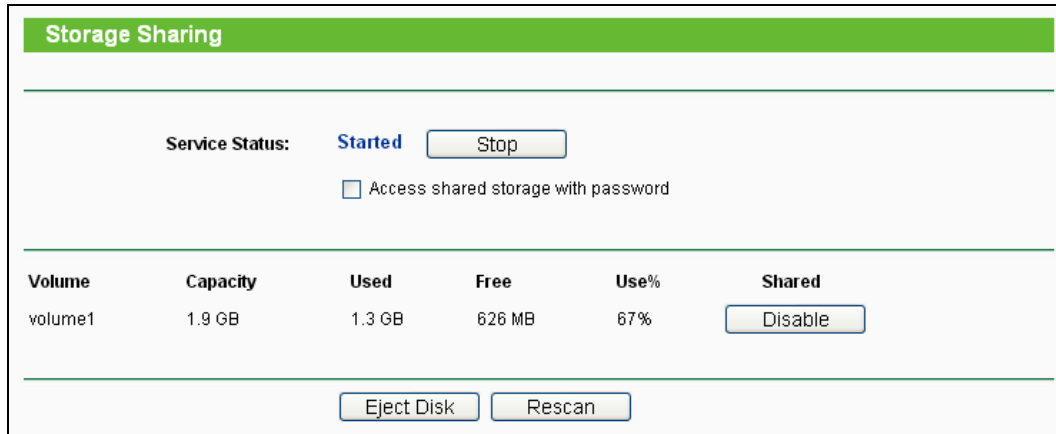 Storage Sharing
Service Status: Started Stop
Access shared storage with password
Volume Capacity Used Free Use% Shared
volume1 1.9 GB 1.3 GB 626 MB 67% Disable
Eject Disk Rescan